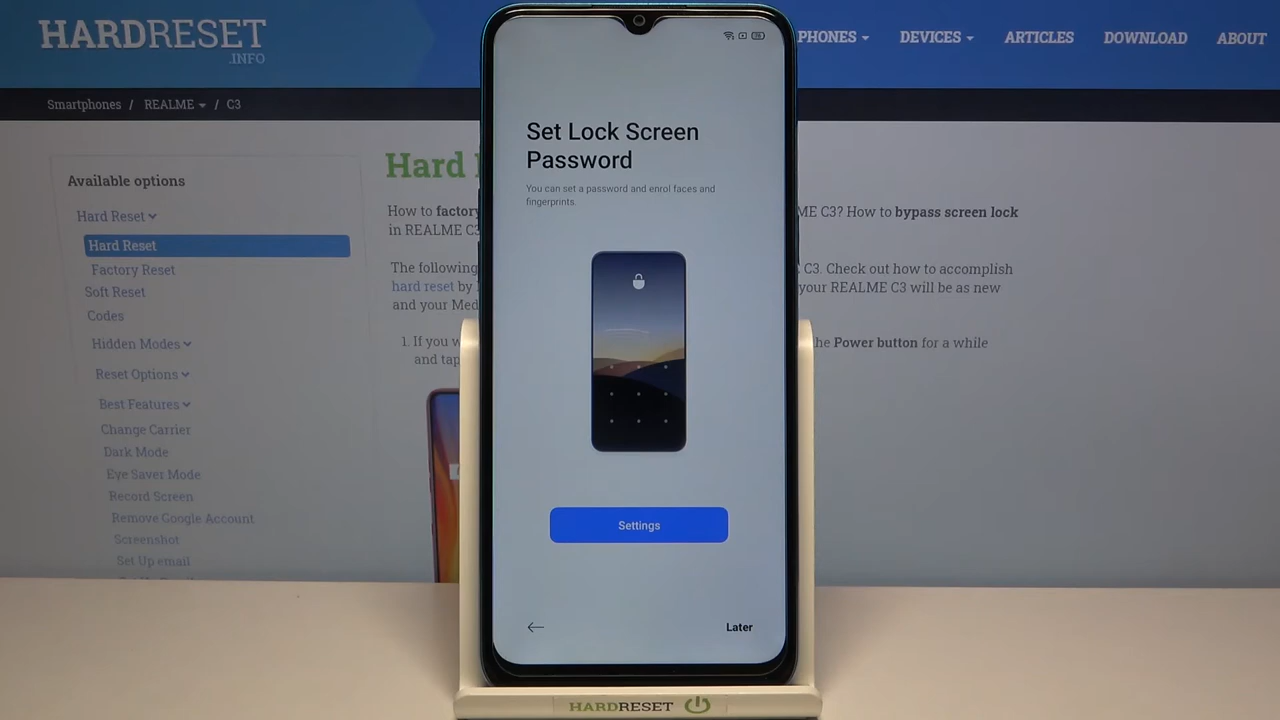 HARDRESET
.INFO
PHONES
DEVICES
ARTICLES
DOWNLOAD
ABOUT
Smartphones / REALME / C3
Available options
Hard Reset
Hard Reset
Factory Reset
Soft Reset
Codes
Hidden Modes
Reset Options
Best Features
Change Carrier
Dark Mode
Eye Saver Mode
Record Screen
Remove Google Account
Screenshot
Set Up email
Hard
How to factory
in REALME C3
The following
hard reset by
and your Med
1. If you w
and tap
C3? How to bypass screen lock
C3. Check out how to accomplish
your REALME C3 will be as new
the Power button for a while
Set Lock Screen
Password
You can set a password and enrol faces and
fingerprints.
Settings
Later
HARDRESET